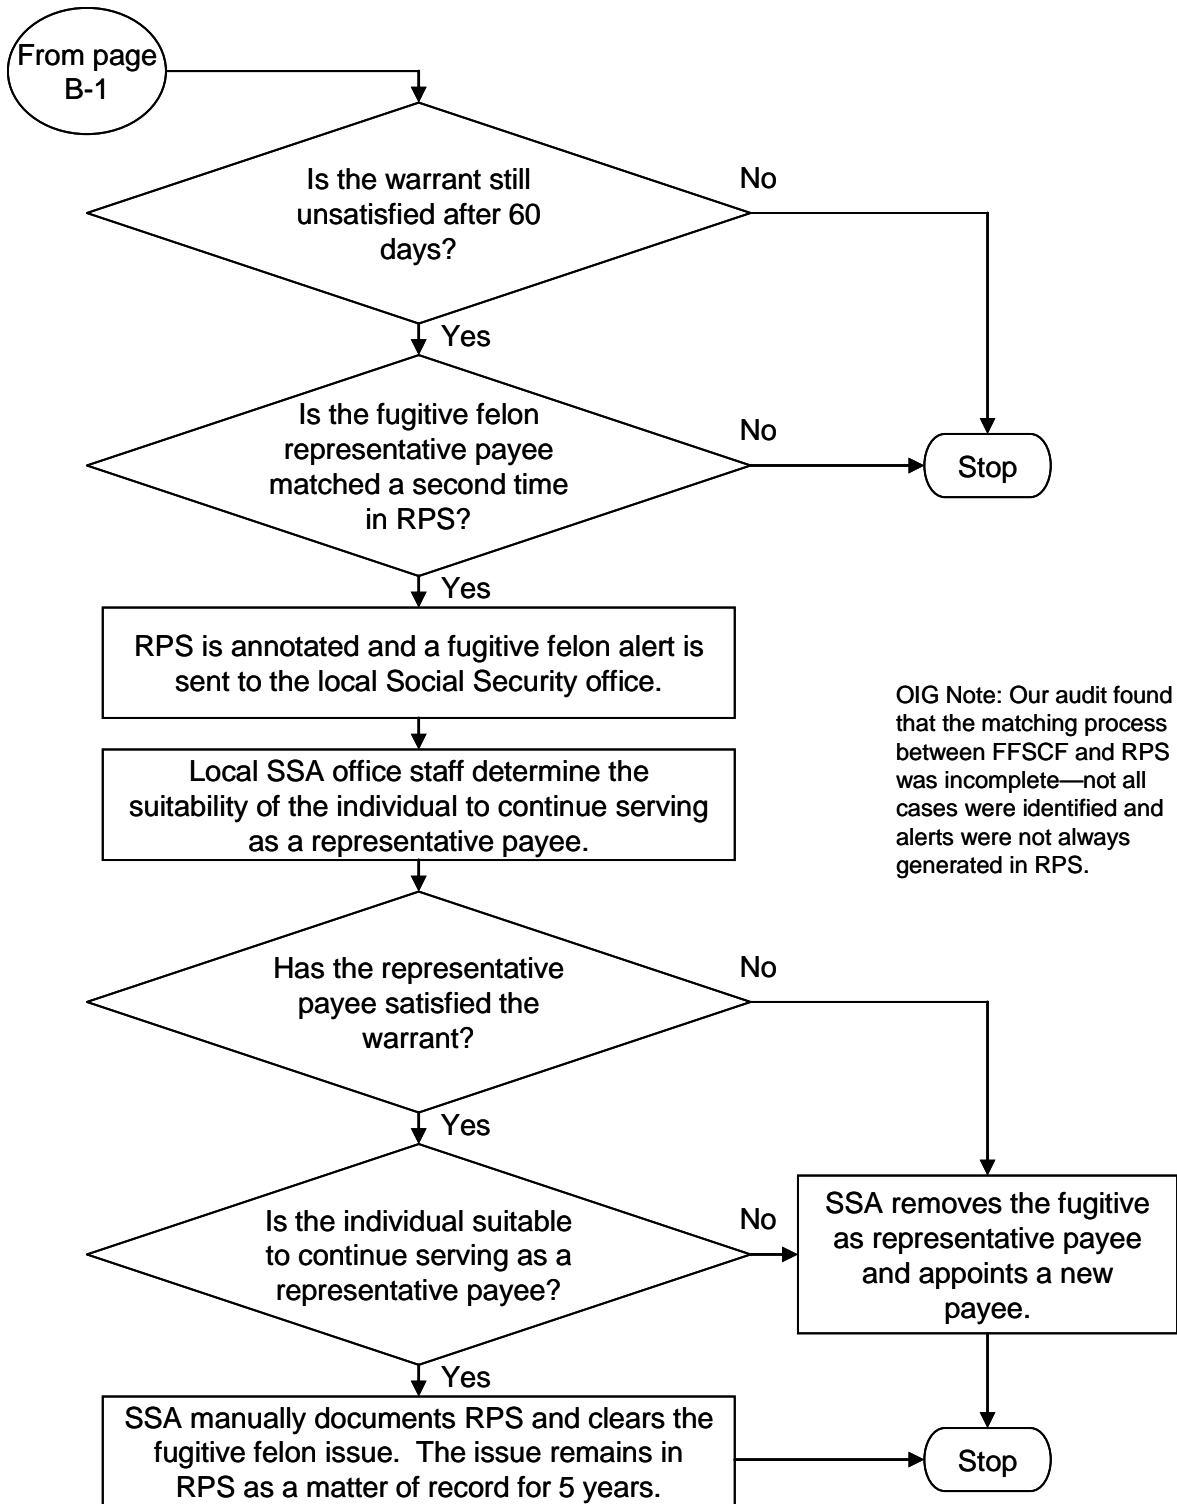 From page
B-1
Is the warrant still
unsatisfied after 60
days?
No
Yes
Is the fugitive felon
representative payee
matched a second time
in RPS?
No
Stop
Yes
RPS is annotated and a fugitive felon alert is
sent to the local Social Security office.
OIG Note: Our audit found
that the matching process
between FFSCF and RPS
was incomplete—not all
cases were identified and
alerts were not always
generated in RPS.
Local SSA office staff determine the
suitability of the individual to continue serving
as a representative payee.
Has the representative
payee satisfied the
warrant?
No
Yes
Is the individual suitable
to continue serving as a
representative payee?
No
SSA removes the fugitive
as representative payee
and appoints a new
payee.
Yes
SSA manually documents RPS and clears the
fugitive felon issue.  The issue remains in
RPS as a matter of record for 5 years.
Stop